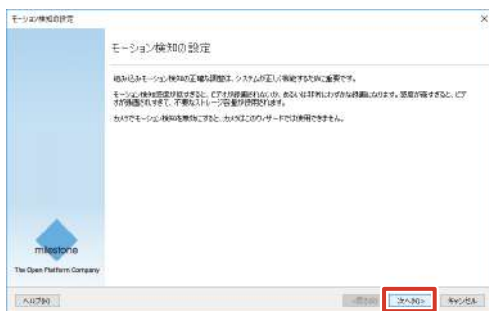 モーション検知の設定
モーション検知の設定
組み込みモーション検知の正確な調整は、システムが正しく機能するために重要です。
モーション検知感度が低すぎると、ビデオが録画されないか、あるいは非常にわずかな録画になります。感度が高すぎると、ビデ
オが録画されすぎて、不要なストレージ容量が使用されます。
カメラでモーション検知を無効にすると、カメラはこのウィザードでは使用できません。
milestone
The Open Platform Company
ヘルプ(H)
次へ(N)>
キャンセル